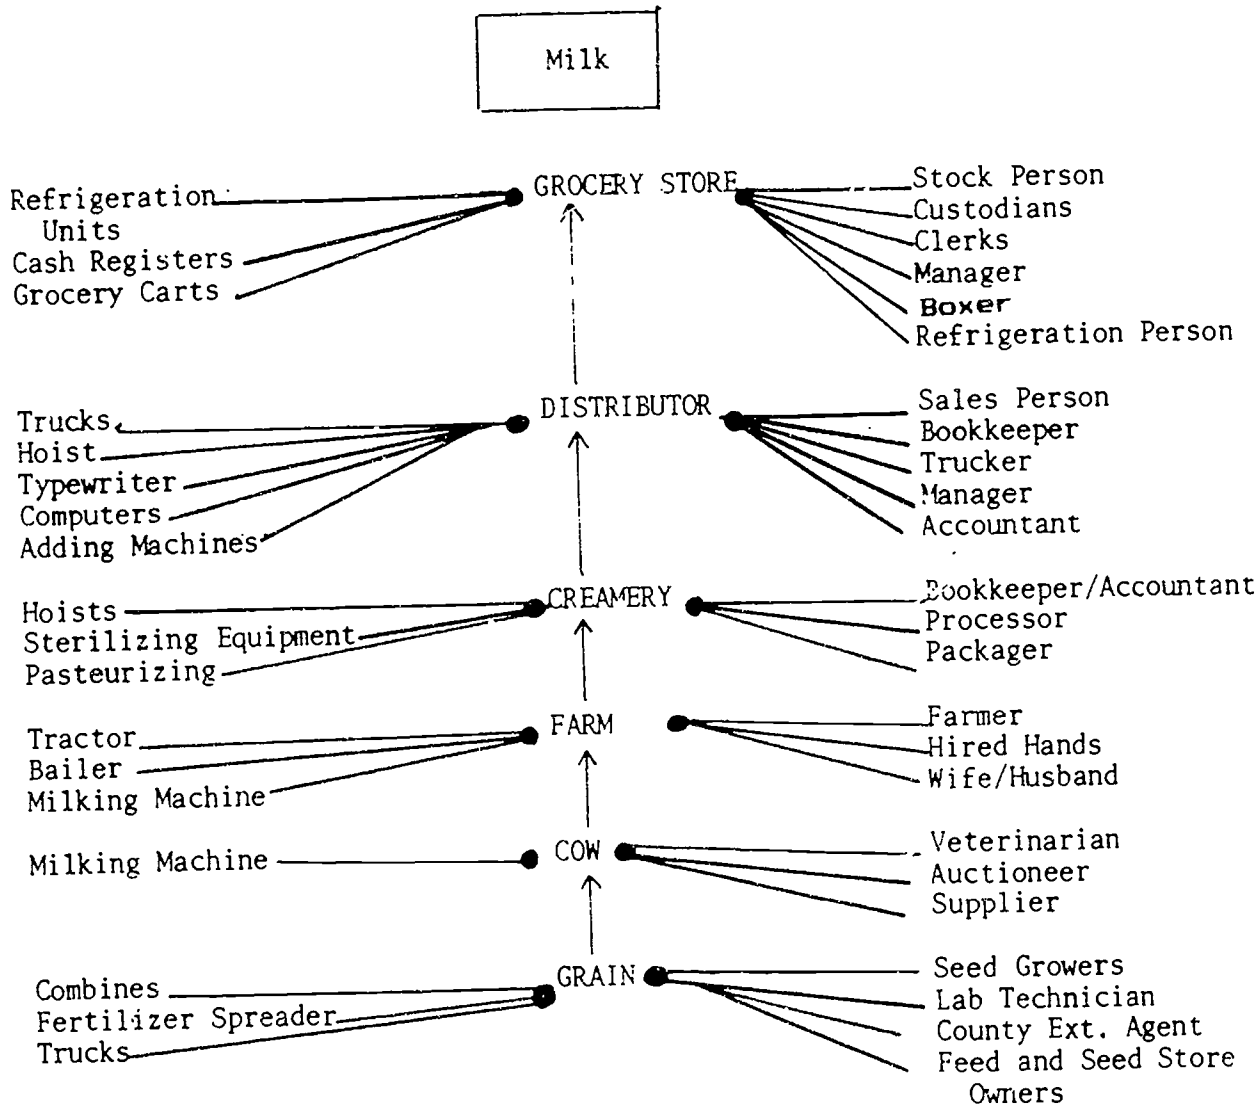 Milk
GROCERY STORE
Refrigeration
Units
Cash Registers
Grocery Carts
Stock Person
Custodians
Clerks
Manager
Boxer
Refrigeration Person
DISTRIBUTOR
Trucks
Hoist
Typewriter
Computers
Adding Machines
Sales Person
Bookkeeper
Trucker
Manager
Accountant
CREAMERY
Hoists
Sterilizing Equipment
Pasteurizing
Bookkeeper/Accountant
Processor
Packager
FARM
Tractor
Bailer
Milking Machine
Farmer
Hired Hands
Wife/Husband
COW
Milking Machine
Veterinarian
Auctioneer
Supplier
GRAIN
Combines
Fertilizer Spreader
Trucks
Seed Growers
Lab Technician
County Ext. Agent
Feed and Seed Store
Owners